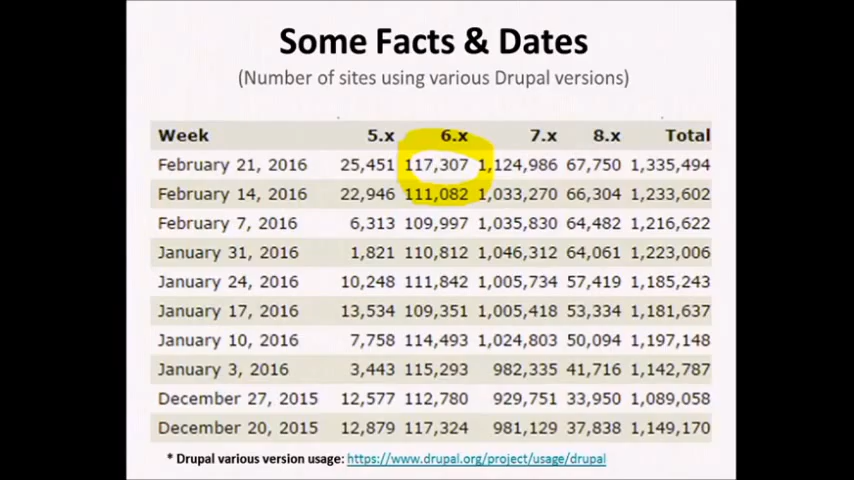 Some Facts & Dates
(Number of sites using various Drupal versions)
Week 5.x 6.x 7.x 8.x Total
February 21, 2016 25,451 117,307 1,124,986 67,750 1,335,494
February 14, 2016 22,946 111,082 1,033,270 66,304 1,233,602
February 7, 2016 6,313 109,997 1,035,830 64,482 1,216,622
January 31, 2016 1,821 110,812 1,046,312 64,061 1,223,006
January 24, 2016 10,248 111,842 1,005,734 57,419 1,185,243
January 17, 2016 13,534 109,351 1,005,418 53,334 1,181,637
January 10, 2016 7,758 114,493 1,024,803 50,094 1,197,148
January 3, 2016 3,443 115,293 982,335 41,716 1,142,787
December 27, 2015 12,577 112,780 929,751 33,950 1,089,058
December 20, 2015 12,879 117,324 981,129 37,838 1,149,170
* Drupal various version usage: https://www.drupal.org/project/usage/drupal